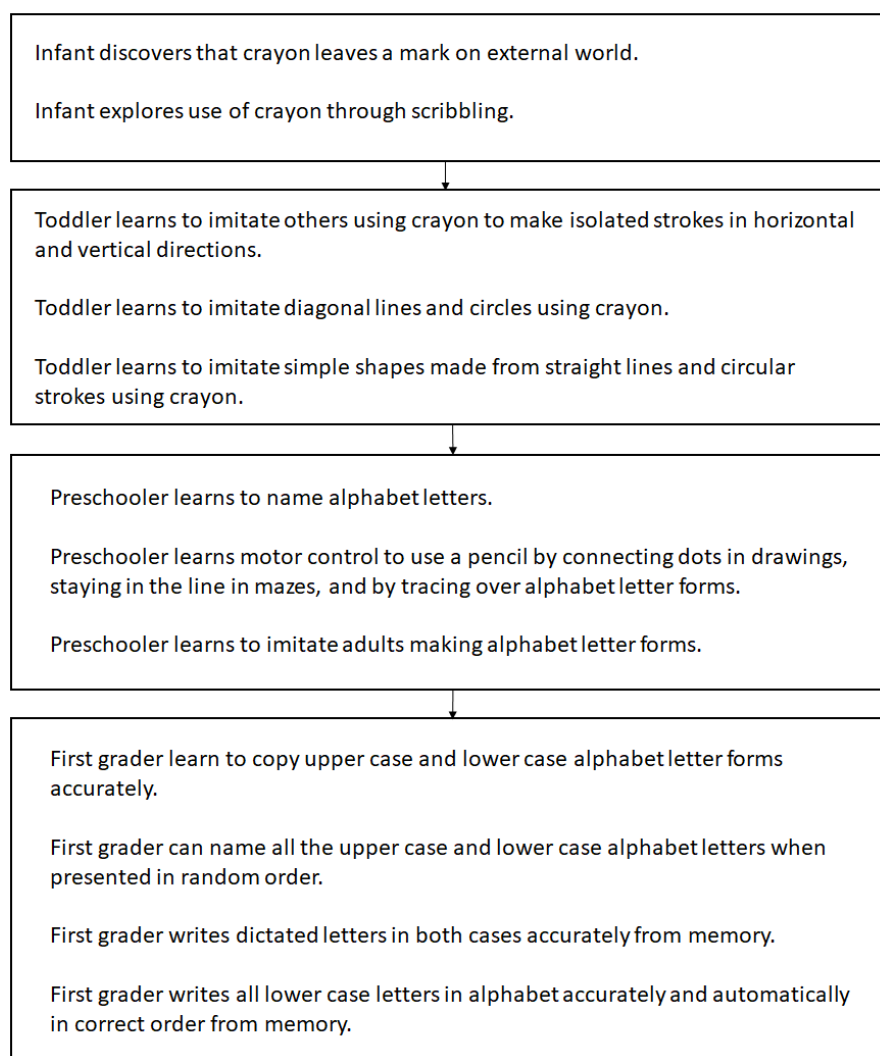 Infant discovers that crayon leaves a mark on external world.
Infant explores use of crayon through scribbling.
Toddler learns to imitate others using crayon to make isolated strokes in horizontal
and vertical directions.
Toddler learns to imitate diagonal lines and circles using crayon.
Toddler learns to imitate simple shapes made from straight lines and circular
strokes using crayon.
Preschooler learns to name alphabet letters.
Preschooler learns motor control to use a pencil by connecting dots in drawings,
staying in the line in mazes, and by tracing over alphabet letter forms.
Preschooler learns to imitate adults making alphabet letter forms.
First grader learn to copy upper case and lower case alphabet letter forms
accurately.
First grader can name all the upper case and lower case alphabet letters when
presented in random order.
First grader writes dictated letters in both cases accurately from memory.
First grader writes all lower case letters in alphabet accurately and automatically
in correct order from memory.